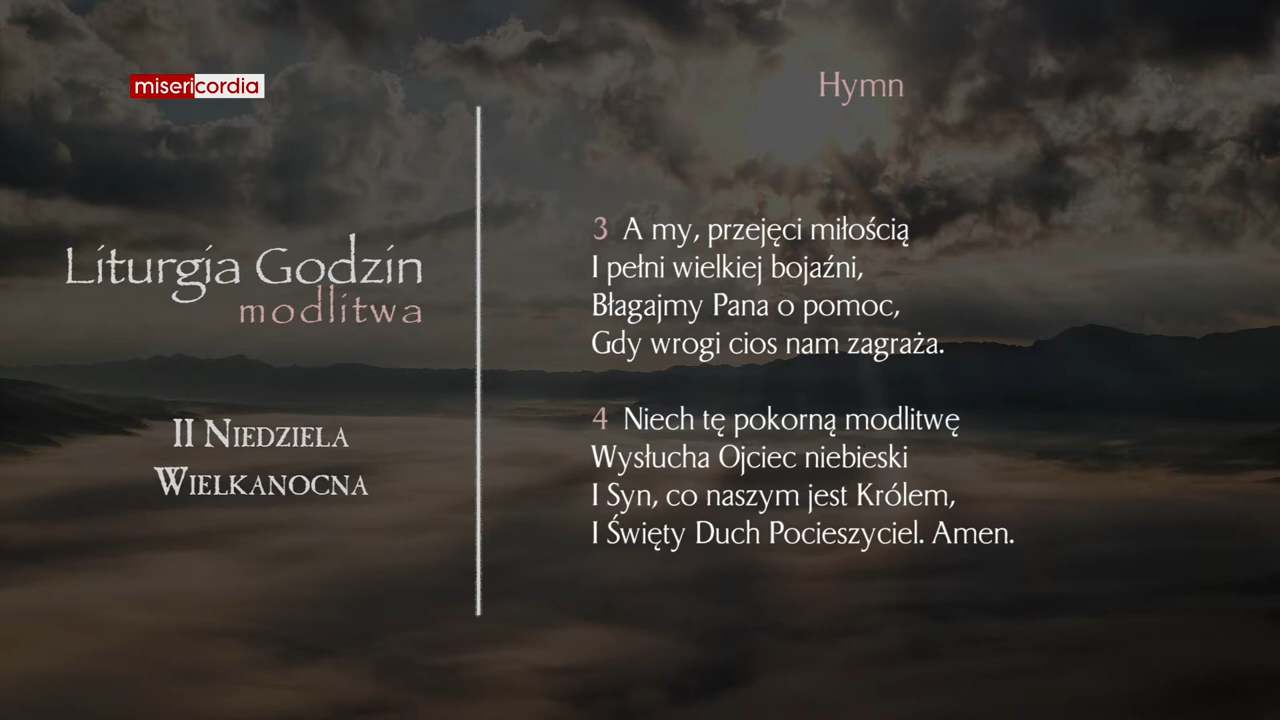 misericordia
Liturgia Godzin
modlitwa
II Niedziela
Wielkanocna
Hymn
3 A my, przejęci miłością
I pełni wielkiej bojaźni,
Błagajmy Pana o pomoc,
Gdy wrogi cios nam zagraża.
4 Niech tę pokorną modlitwę
Wysłucha Ojciec niebieski
I Syn, co naszym jest Królem,
I Święty Duch Pocieszyciel. Amen.